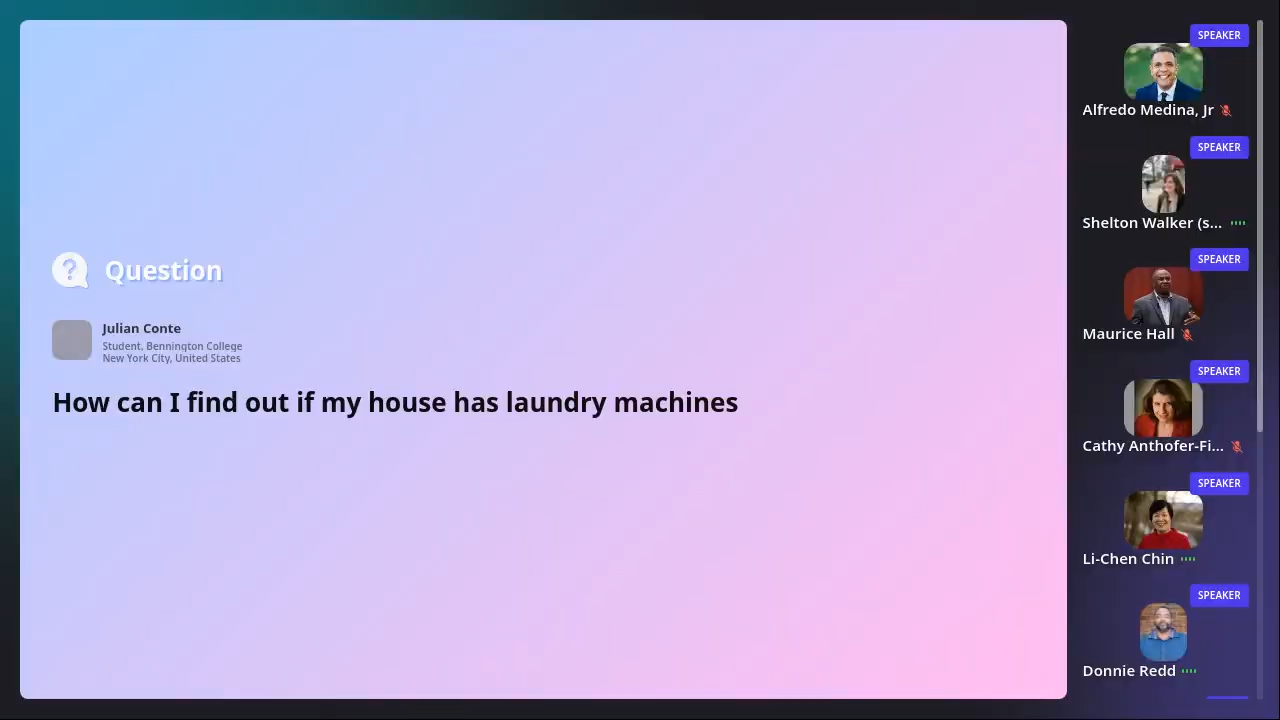 Question
Julian Conte
Student, Bennington College
New York City, United States
How can I find out if my house has laundry machines
SPEAKER
Alfredo Medina, Jr
SPEAKER
Shelton Walker (s...
SPEAKER
Maurice Hall
SPEAKER
Cathy Anthofer-Fi...
SPEAKER
Li-Chen Chin
SPEAKER
Donnie Redd